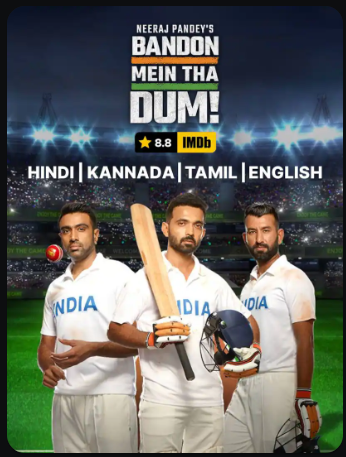 NEERAJ PANDEY'S
BANDON
MEIN THA
DUM!
8.8 IMDb
HINDI | KANNADA | TAMIL | ENGLISH
INDIA
INDIA
INDIA